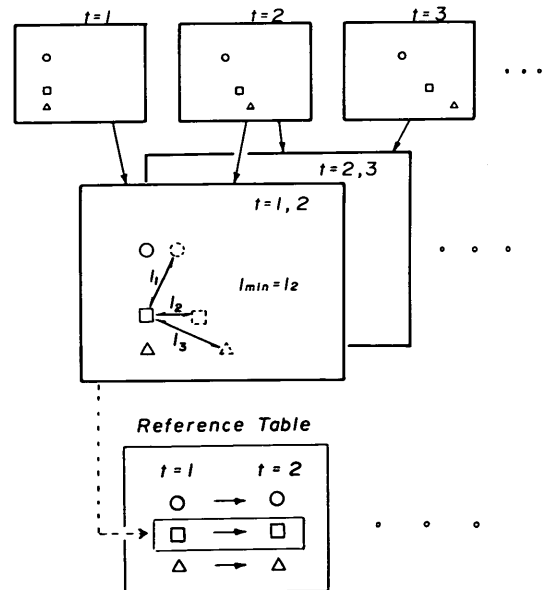 t=1
t=2
t=3
t=2,3
t=1,2
l1
lmin=l2
l2
l3
Reference Table
t=1
t=2